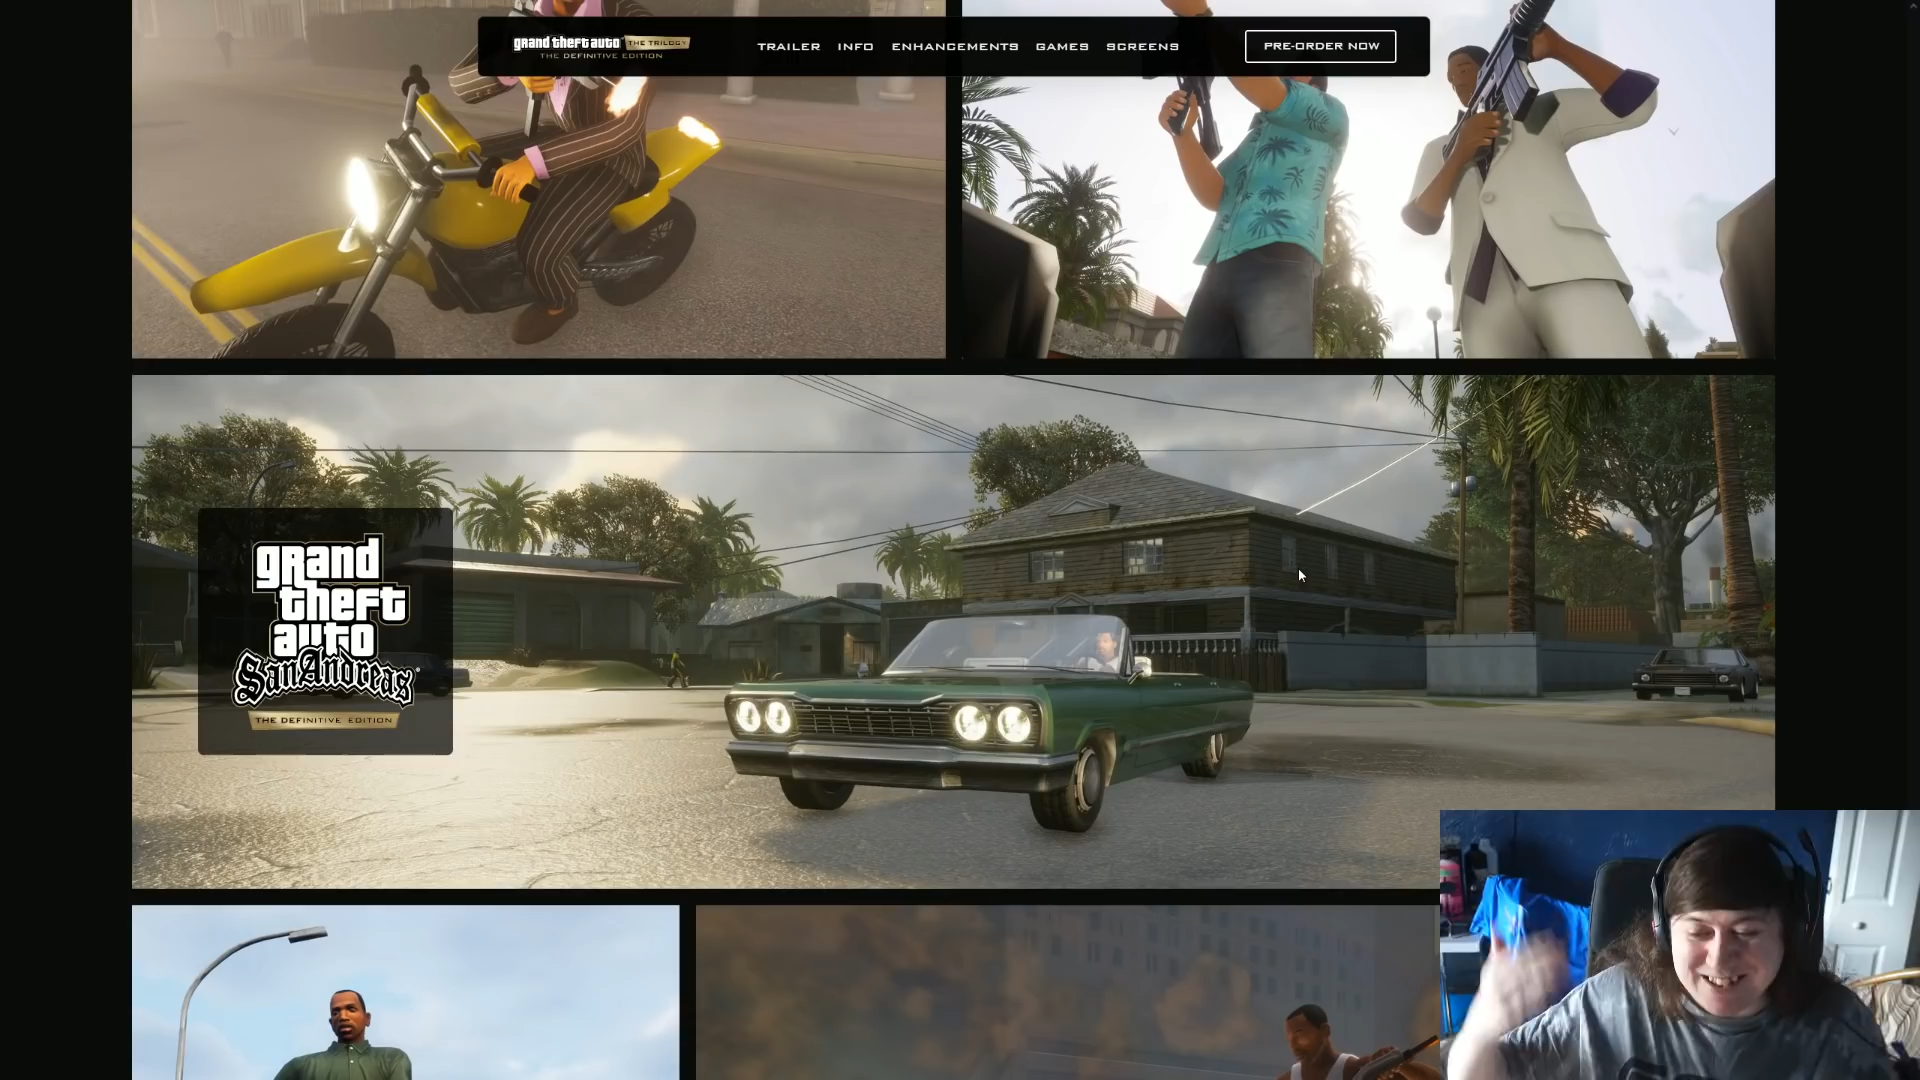 grand theft auto THE TRILOGY
THE DEFINITIVE EDITION
TRAILER INFO ENHANCEMENTS GAMES SCREENS
PRE-ORDER NOW
grand
theft
auto
San Andreas
THE DEFINITIVE EDITION